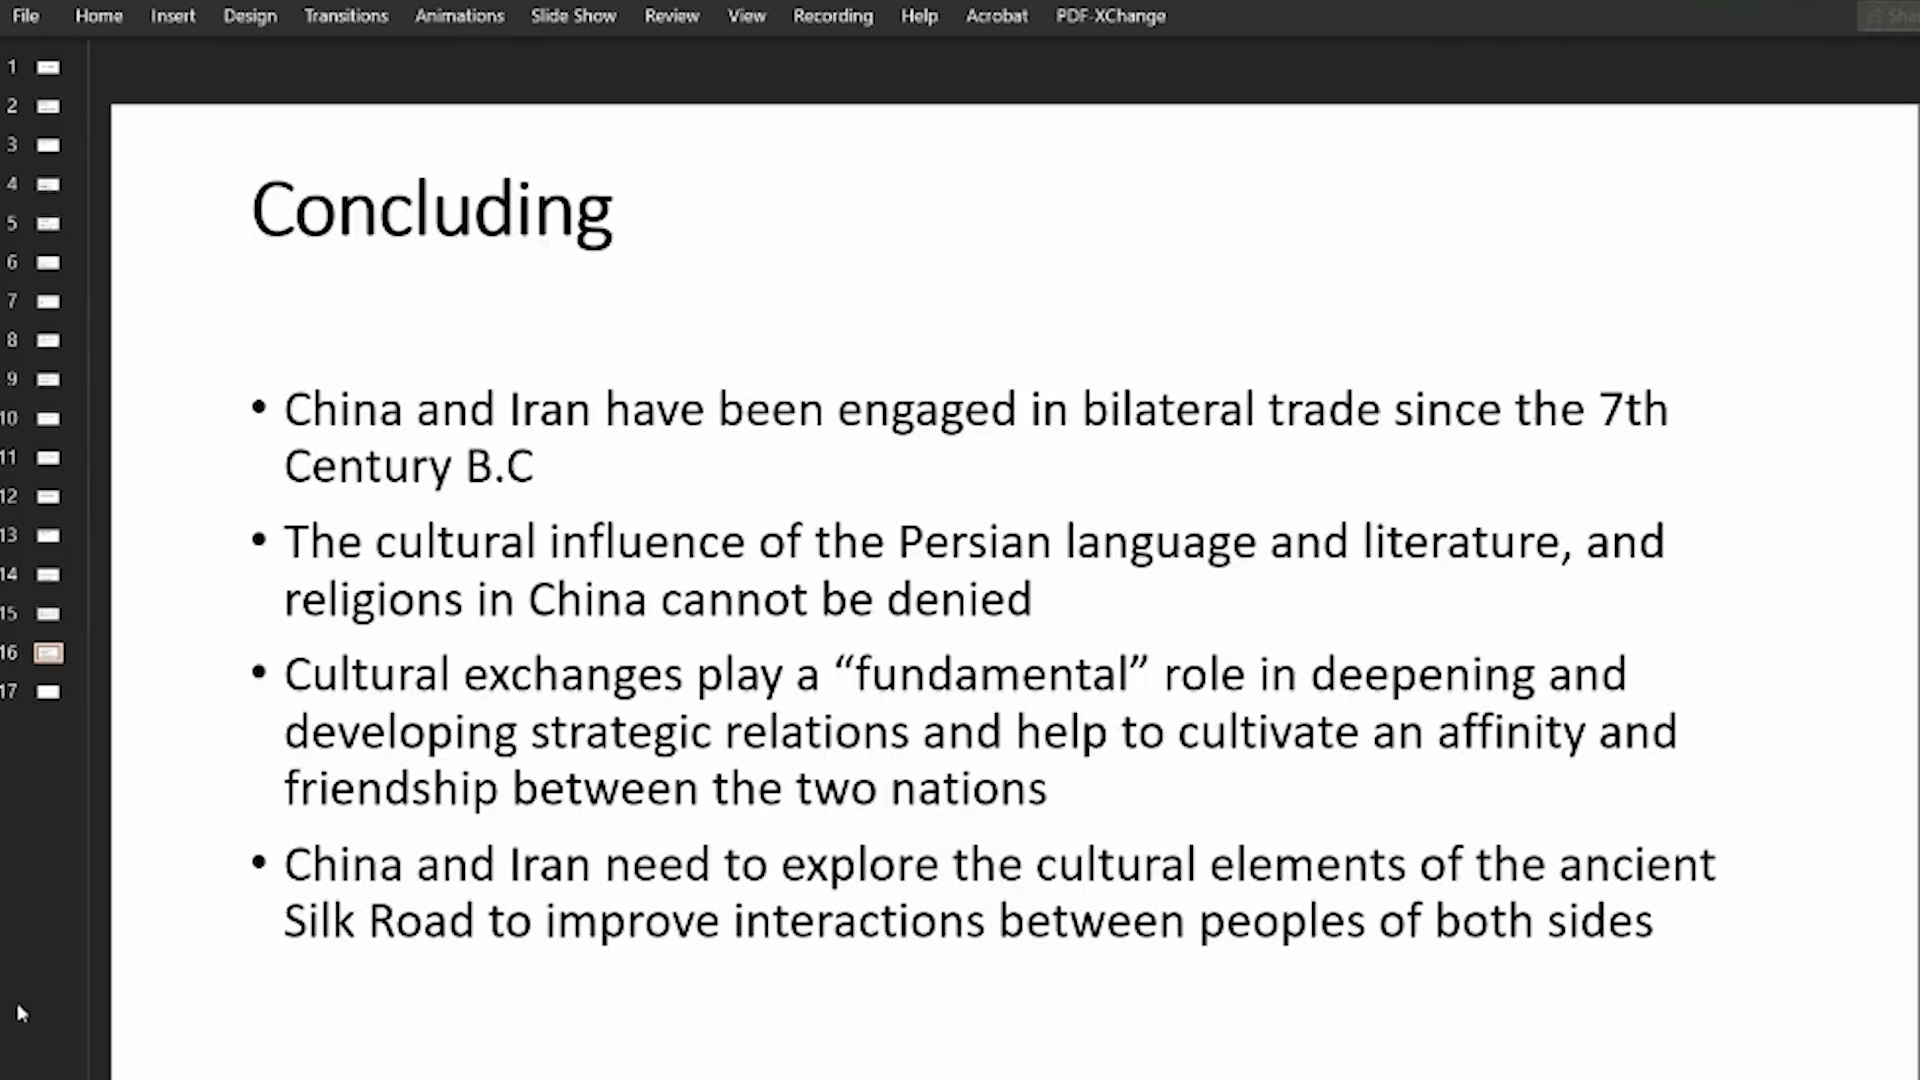 File Home Insert Design Transitions Animations Slide Show Review View Recording Help Acrobat PDF-XChange
1
2
3
4
5
6
7
8
9
10
11
12
13
14
15
16
17
Concluding
• China and Iran have been engaged in bilateral trade since the 7th
Century B.C
• The cultural influence of the Persian language and literature, and
religions in China cannot be denied
• Cultural exchanges play a “fundamental” role in deepening and
developing strategic relations and help to cultivate an affinity and
friendship between the two nations
• China and Iran need to explore the cultural elements of the ancient
Silk Road to improve interactions between peoples of both sides